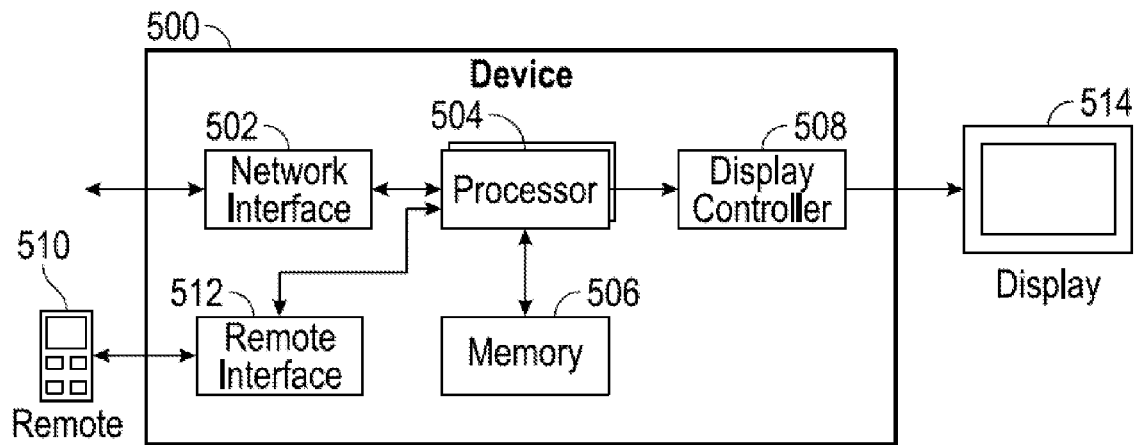 500
Device
514
502
504
508
Network
Interface
Processor
Display
Controller
510
512
506
Display
Remote
Interface
Memory
Remote